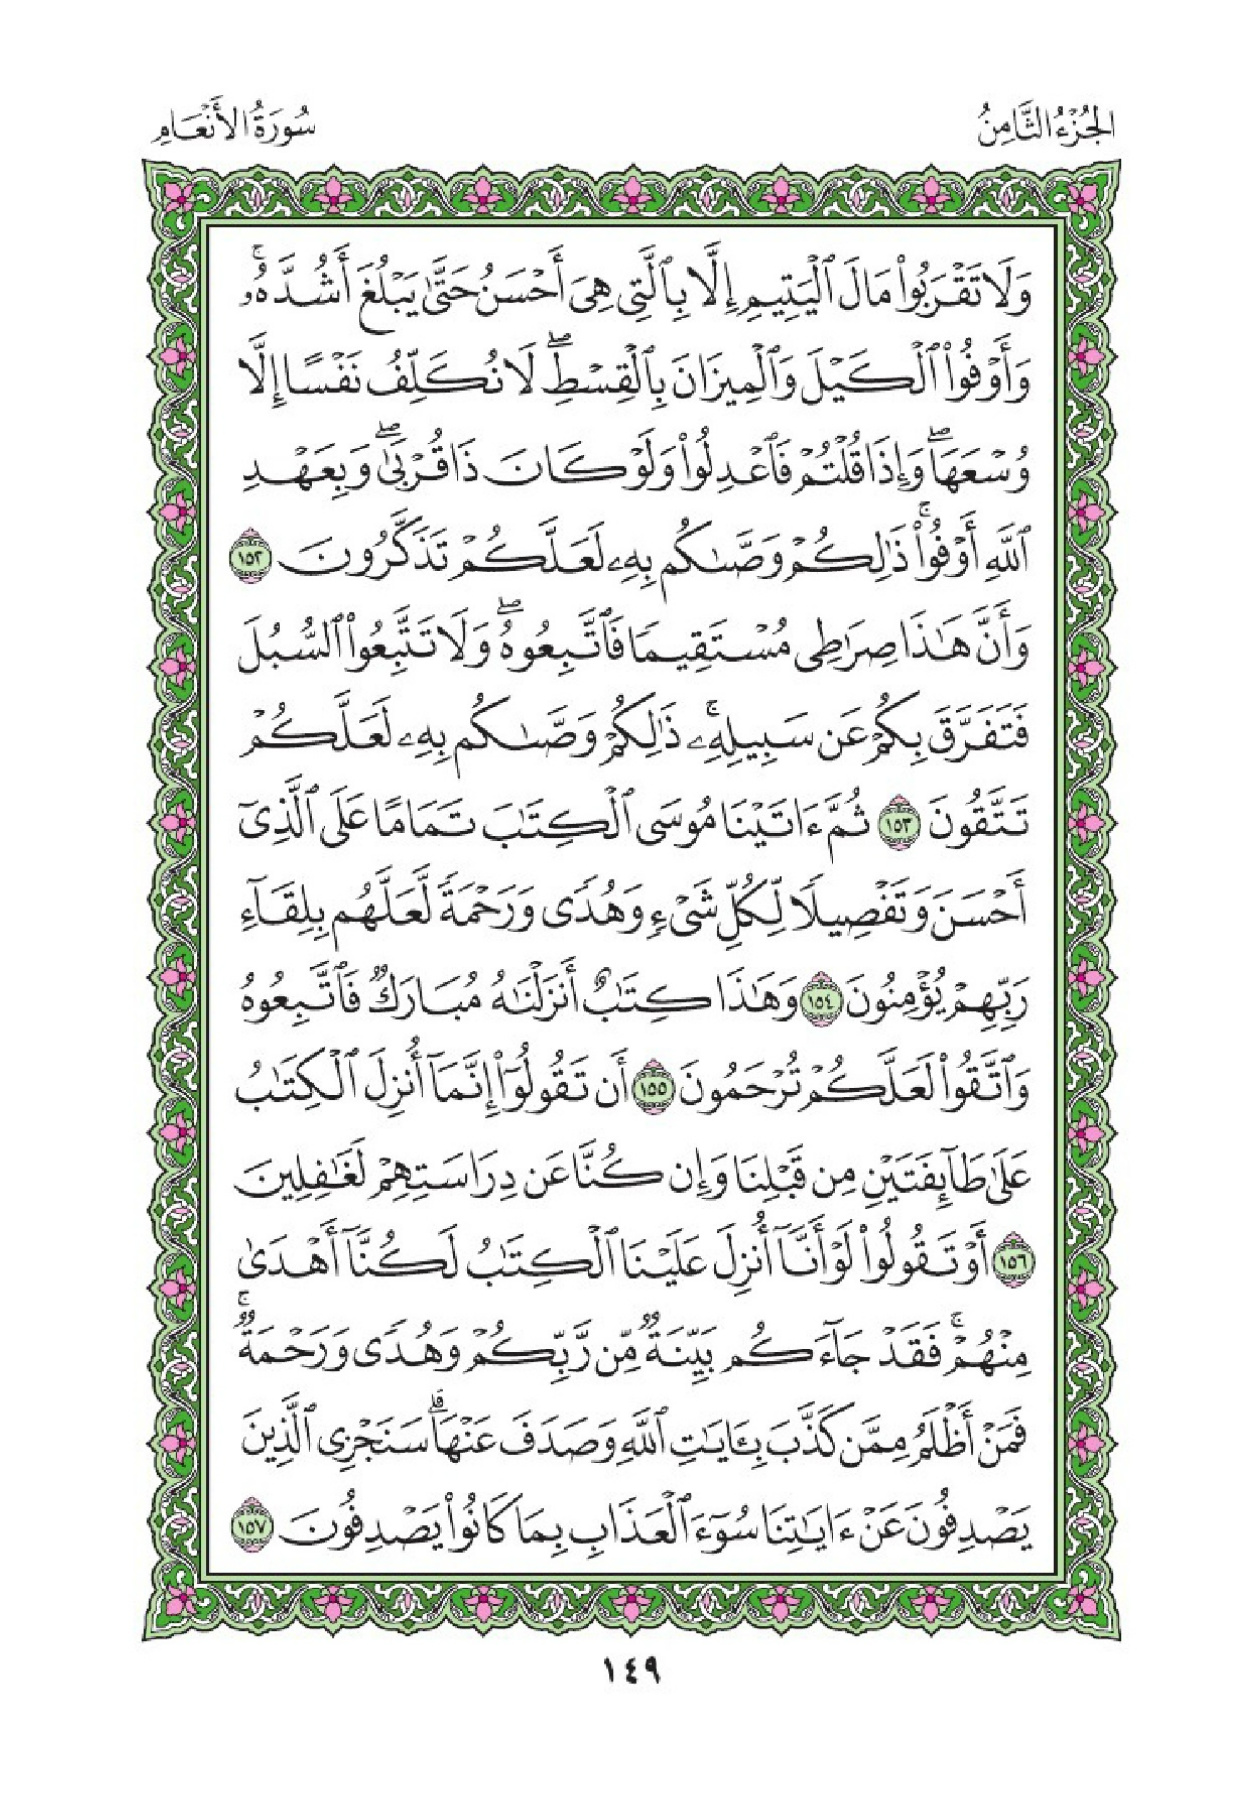 الجُزْءُ الثَّامِنُ
سُورَةُ الأَنْعَامِ
وَلَا تَقْرَبُواْ مَالَ ٱلْيَتِيمِ إِلَّا بِٱلَّتِى هِىَ أَحْسَنُ حَتَّىٰ يَبْلُغَ أَشُدَّهُۥۚ
وَأَوْفُواْ ٱلْكَيْلَ وَٱلْمِيزَانَ بِٱلْقِسْطِۖ لَا نُكَلِّفُ نَفْسًا إِلَّا
وُسْعَهَاۖ وَإِذَا قُلْتُمْ فَٱعْدِلُواْ وَلَوْ كَانَ ذَا قُرْبَىٰۖ وَبِعَهْدِ
ٱللَّهِ أَوْفُواْۚ ذَٰلِكُمْ وَصَّىٰكُم بِهِۦ لَعَلَّكُمْ تَذَكَّرُونَ ١٥٢
وَأَنَّ هَٰذَا صِرَٰطِى مُسْتَقِيمًا فَٱتَّبِعُوهُۖ وَلَا تَتَّبِعُواْ ٱلسُّبُلَ
فَتَفَرَّقَ بِكُمْ عَن سَبِيلِهِۦۚ ذَٰلِكُمْ وَصَّىٰكُم بِهِۦ لَعَلَّكُمْ
تَتَّقُونَ ١٥٣ ثُمَّ ءَاتَيْنَا مُوسَى ٱلْكِتَٰبَ تَمَامًا عَلَى ٱلَّذِىٓ
أَحْسَنَ وَتَفْصِيلًا لِّكُلِّ شَىْءٍ وَهُدًى وَرَحْمَةً لَّعَلَّهُم بِلِقَآءِ
رَبِّهِمْ يُؤْمِنُونَ ١٥٤ وَهَٰذَا كِتَٰبٌ أَنزَلْنَٰهُ مُبَارَكٌ فَٱتَّبِعُوهُ
وَٱتَّقُواْ لَعَلَّكُمْ تُرْحَمُونَ ١٥٥ أَن تَقُولُوٓاْ إِنَّمَآ أُنزِلَ ٱلْكِتَٰبُ
عَلَىٰ طَآئِفَتَيْنِ مِن قَبْلِنَا وَإِن كُنَّا عَن دِرَاسَتِهِمْ لَغَٰفِلِينَ
١٥٦ أَوْ تَقُولُواْ لَوْ أَنَّآ أُنزِلَ عَلَيْنَا ٱلْكِتَٰبُ لَكُنَّآ أَهْدَىٰ
مِنْهُمْۚ فَقَدْ جَآءَكُم بَيِّنَةٌ مِّن رَّبِّكُمْ وَهُدًى وَرَحْمَةٌۚ
فَمَنْ أَظْلَمُ مِمَّن كَذَّبَ بِـَٔايَٰتِ ٱللَّهِ وَصَدَفَ عَنْهَاۗ سَنَجْزِى ٱلَّذِينَ
يَصْدِفُونَ عَنْ ءَايَٰتِنَا سُوٓءَ ٱلْعَذَابِ بِمَا كَانُواْ يَصْدِفُونَ ١٥٧
١٤٩